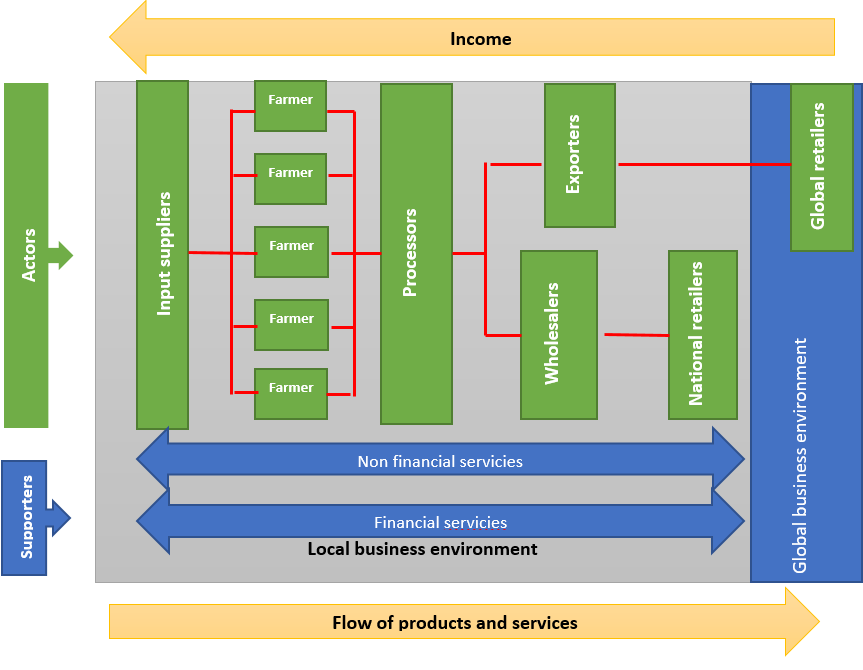 Income
Actors
Input suppliers
Farmer
Farmer
Farmer
Farmer
Farmer
Processors
Exporters
Wholesalers
National retailers
Global retailers
Global business environment
Supporters
Non financial servicies
Financial servicies
Local business environment
Flow of products and services